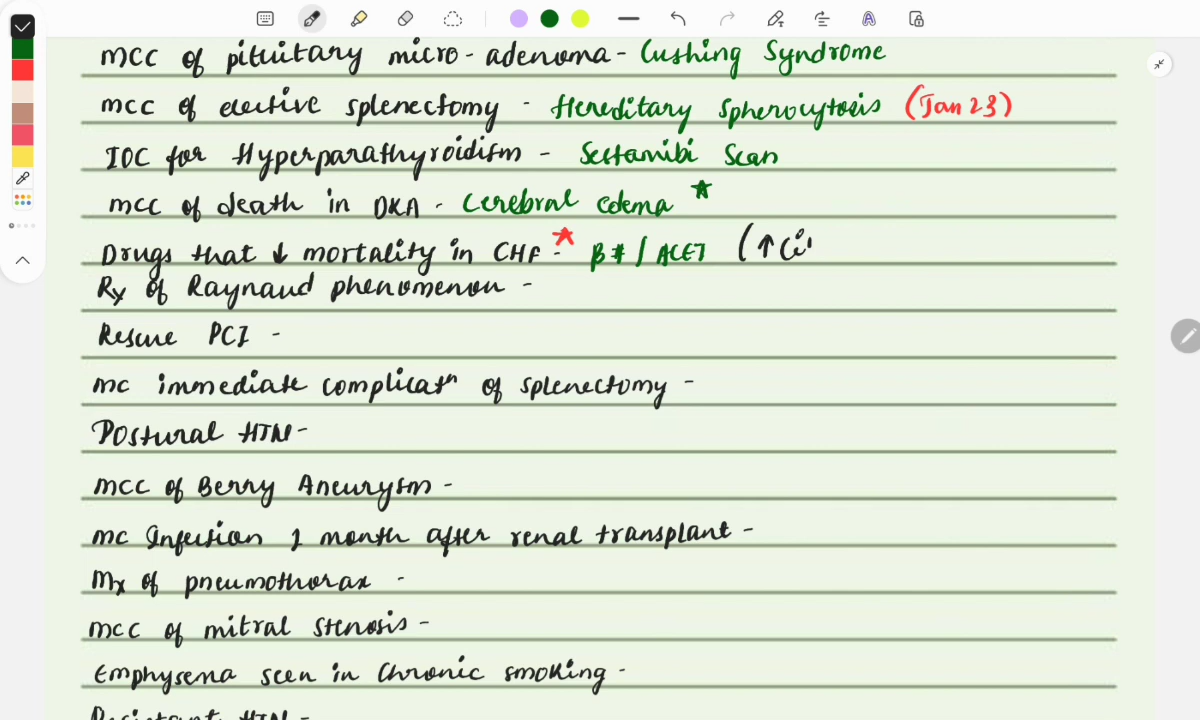 mcc of pituitary micro-adenoma - Cushing Syndrome
mcc of elective splenectomy - Hereditary Spherocytosis (Jan 23)
IOC for Hyperparathyroidism - Sestamibi Scan
mcc of death in DKA - Cerebral edema
Drugs that ↓ mortality in CHF - β# / ACEI (↑
Rx of Raynaud phenomenon -
Rescue PCI -
mc immediate complicatn of splenectomy -
Postural HTN -
mcc of Berry Aneurysm -
mc Infection 1 month after renal transplant -
Mx of pneumothorax -
mcc of mitral stenosis -
Emphysema seen in chronic smoking -
Resistant HTN -